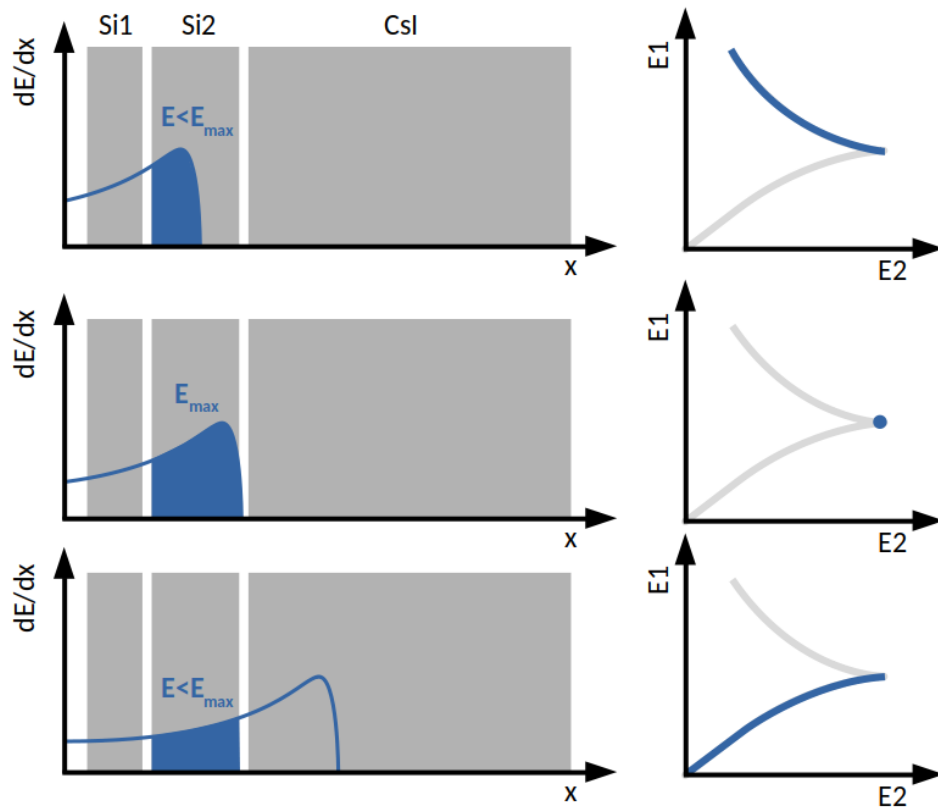 Si1 Si2 CsI
dE/dx
E<Emax
x
E1
E2
dE/dx
Emax
x
E1
E2
dE/dx
E<Emax
x
E1
E2